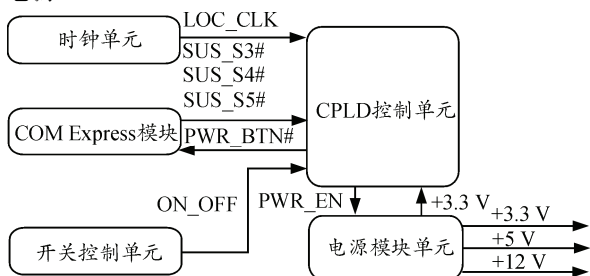 LOC_CLK
时钟单元
SUS_S3#
SUS_S4#
SUS_S5#
CPLD控制单元
COM Express模块
PWR_BTN#
ON_OFF
PWR_EN
+3.3 V
+3.3 V
开关控制单元
电源模块单元
+5 V
+12 V